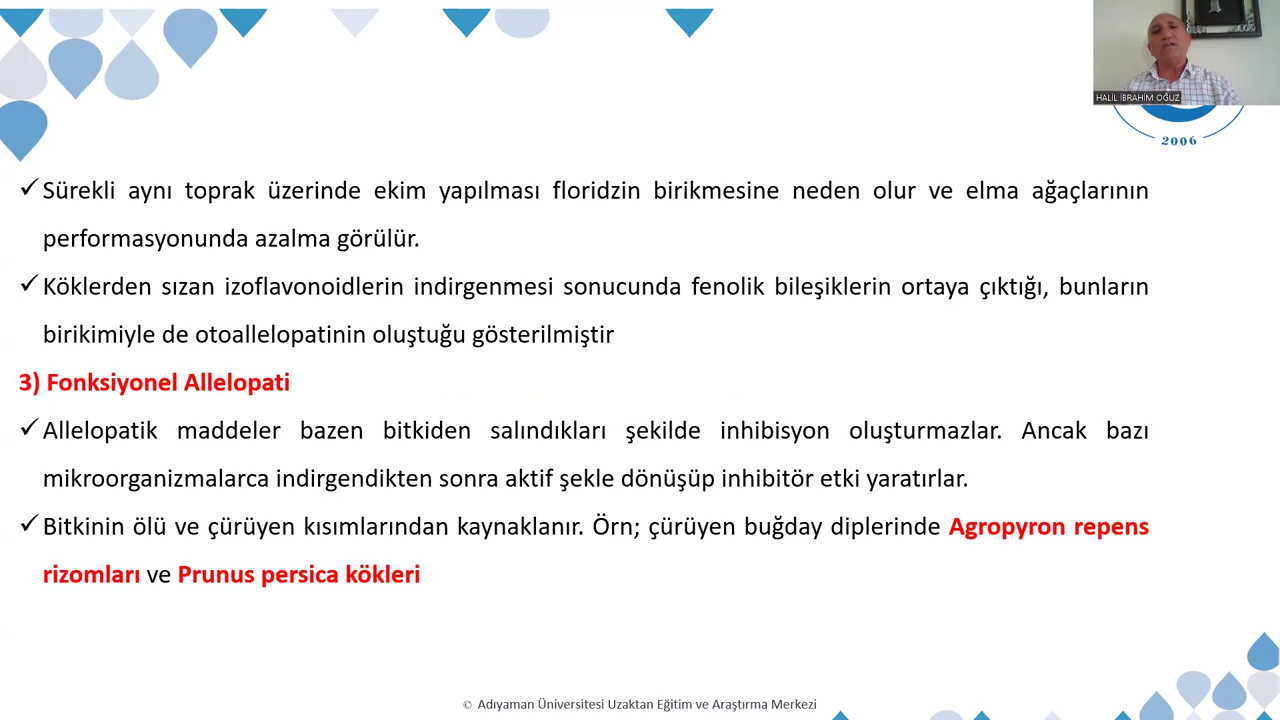 HALİL İBRAHİM OĞUZ
2006
Sürekli aynı toprak üzerinde ekim yapılması floridzin birikmesine neden olur ve elma ağaçlarının
performasyonunda azalma görülür.
Köklerden sızan izoflavonoidlerin indirgenmesi sonucunda fenolik bileşiklerin ortaya çıktığı, bunların
birikimiyle de otoallelopatinin oluştuğu gösterilmiştir
3) Fonksiyonel Allelopati
Allelopatik maddeler bazen bitkiden salındıkları şekilde inhibisyon oluşturmazlar. Ancak bazı
mikroorganizmalarca indirgendikten sonra aktif şekle dönüşüp inhibitör etki yaratırlar.
Bitkinin ölü ve çürüyen kısımlarından kaynaklanır. Örn; çürüyen buğday diplerinde Agropyron repens
rizomları ve Prunus persica kökleri
© Adıyaman Üniversitesi Uzaktan Eğitim ve Araştırma Merkezi